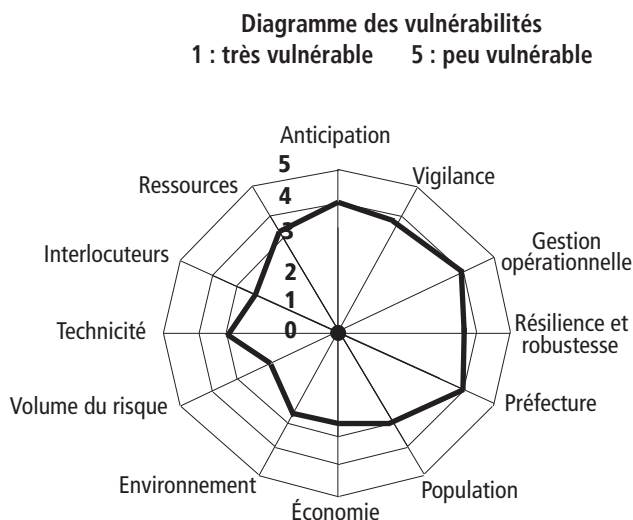 Diagramme des vulnérabilités
1 : très vulnérable 5 : peu vulnérable
Anticipation
5
Ressources
4
Vigilance
3
Interlocuteurs
Gestion
opérationnelle
2
1
Technicité
0
Résilience et
robustesse
Volume du risque
Préfecture
Environnement
Population
Économie